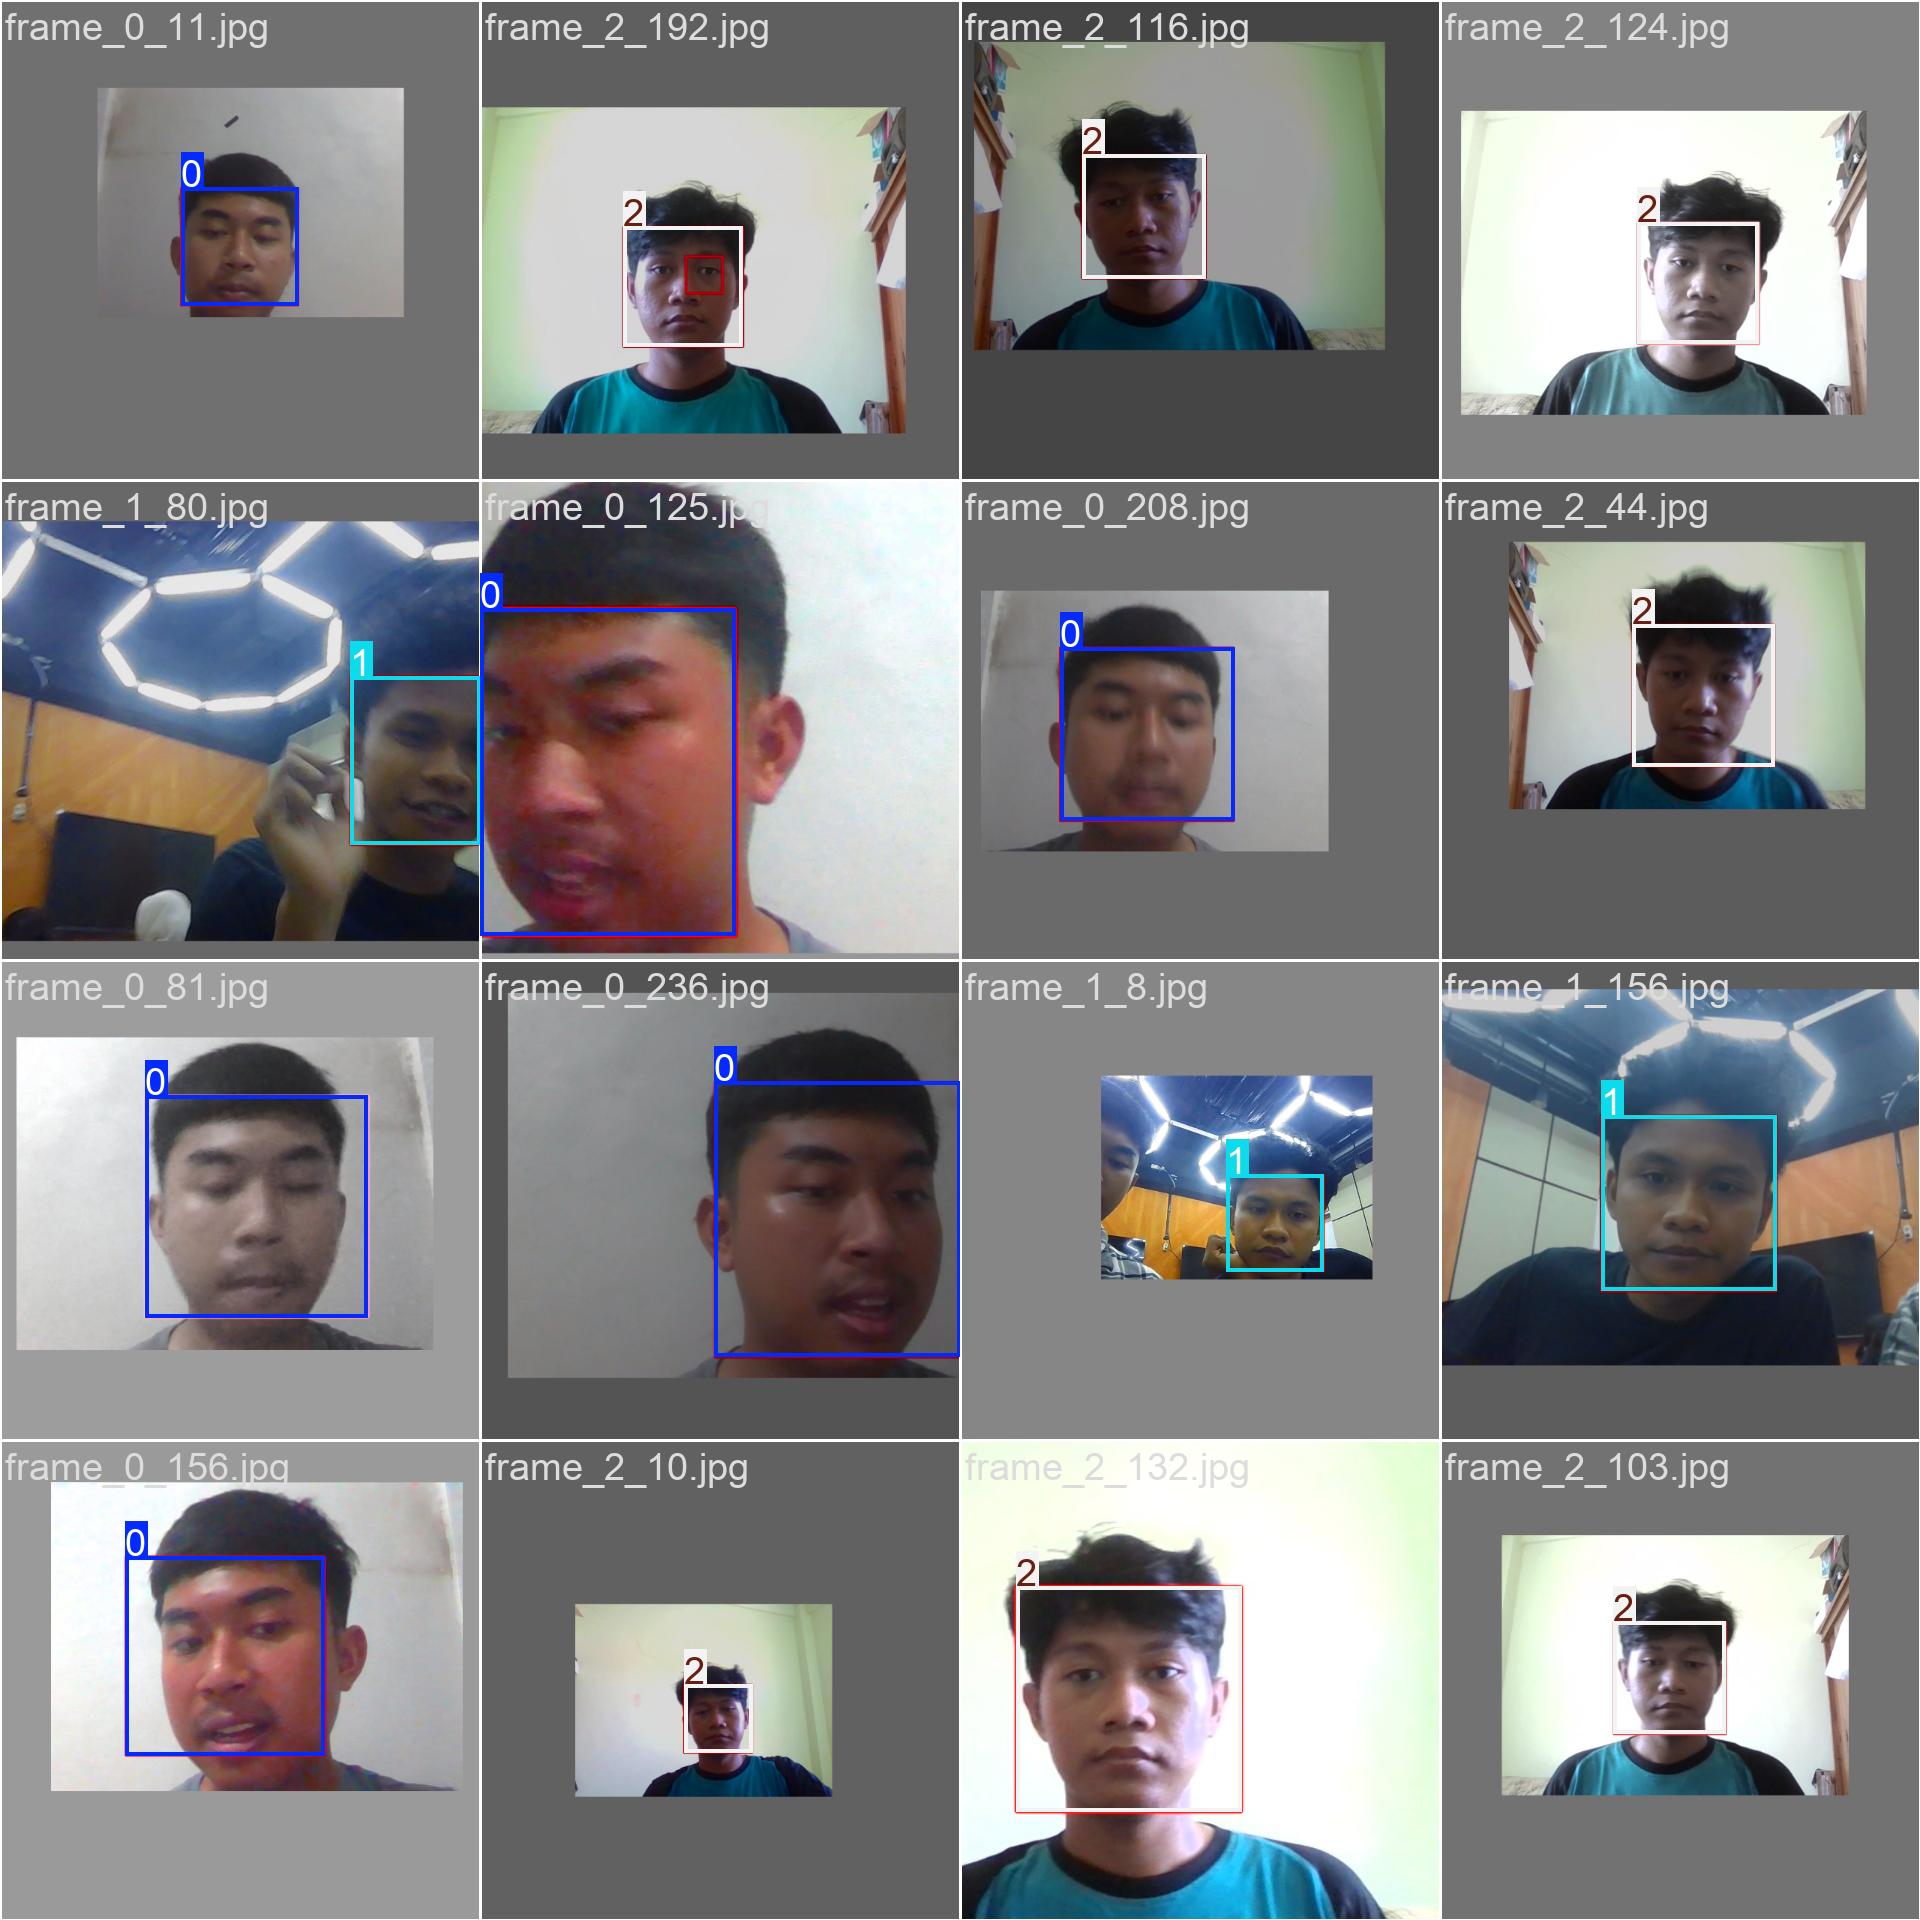 frame_0_11.jpg
frame_2_192.jpg
frame_2_116.jpg
frame_2_124.jpg
0
2
2
2
frame_1_80.jpg
frame_0_125.jpg
frame_0_208.jpg
frame_2_44.jpg
1
0
0
2
frame_0_81.jpg
frame_0_236.jpg
frame_1_8.jpg
frame_1_156.jpg
0
0
1
1
frame_0_156.jpg
frame_2_10.jpg
frame_2_132.jpg
frame_2_103.jpg
0
2
2
2